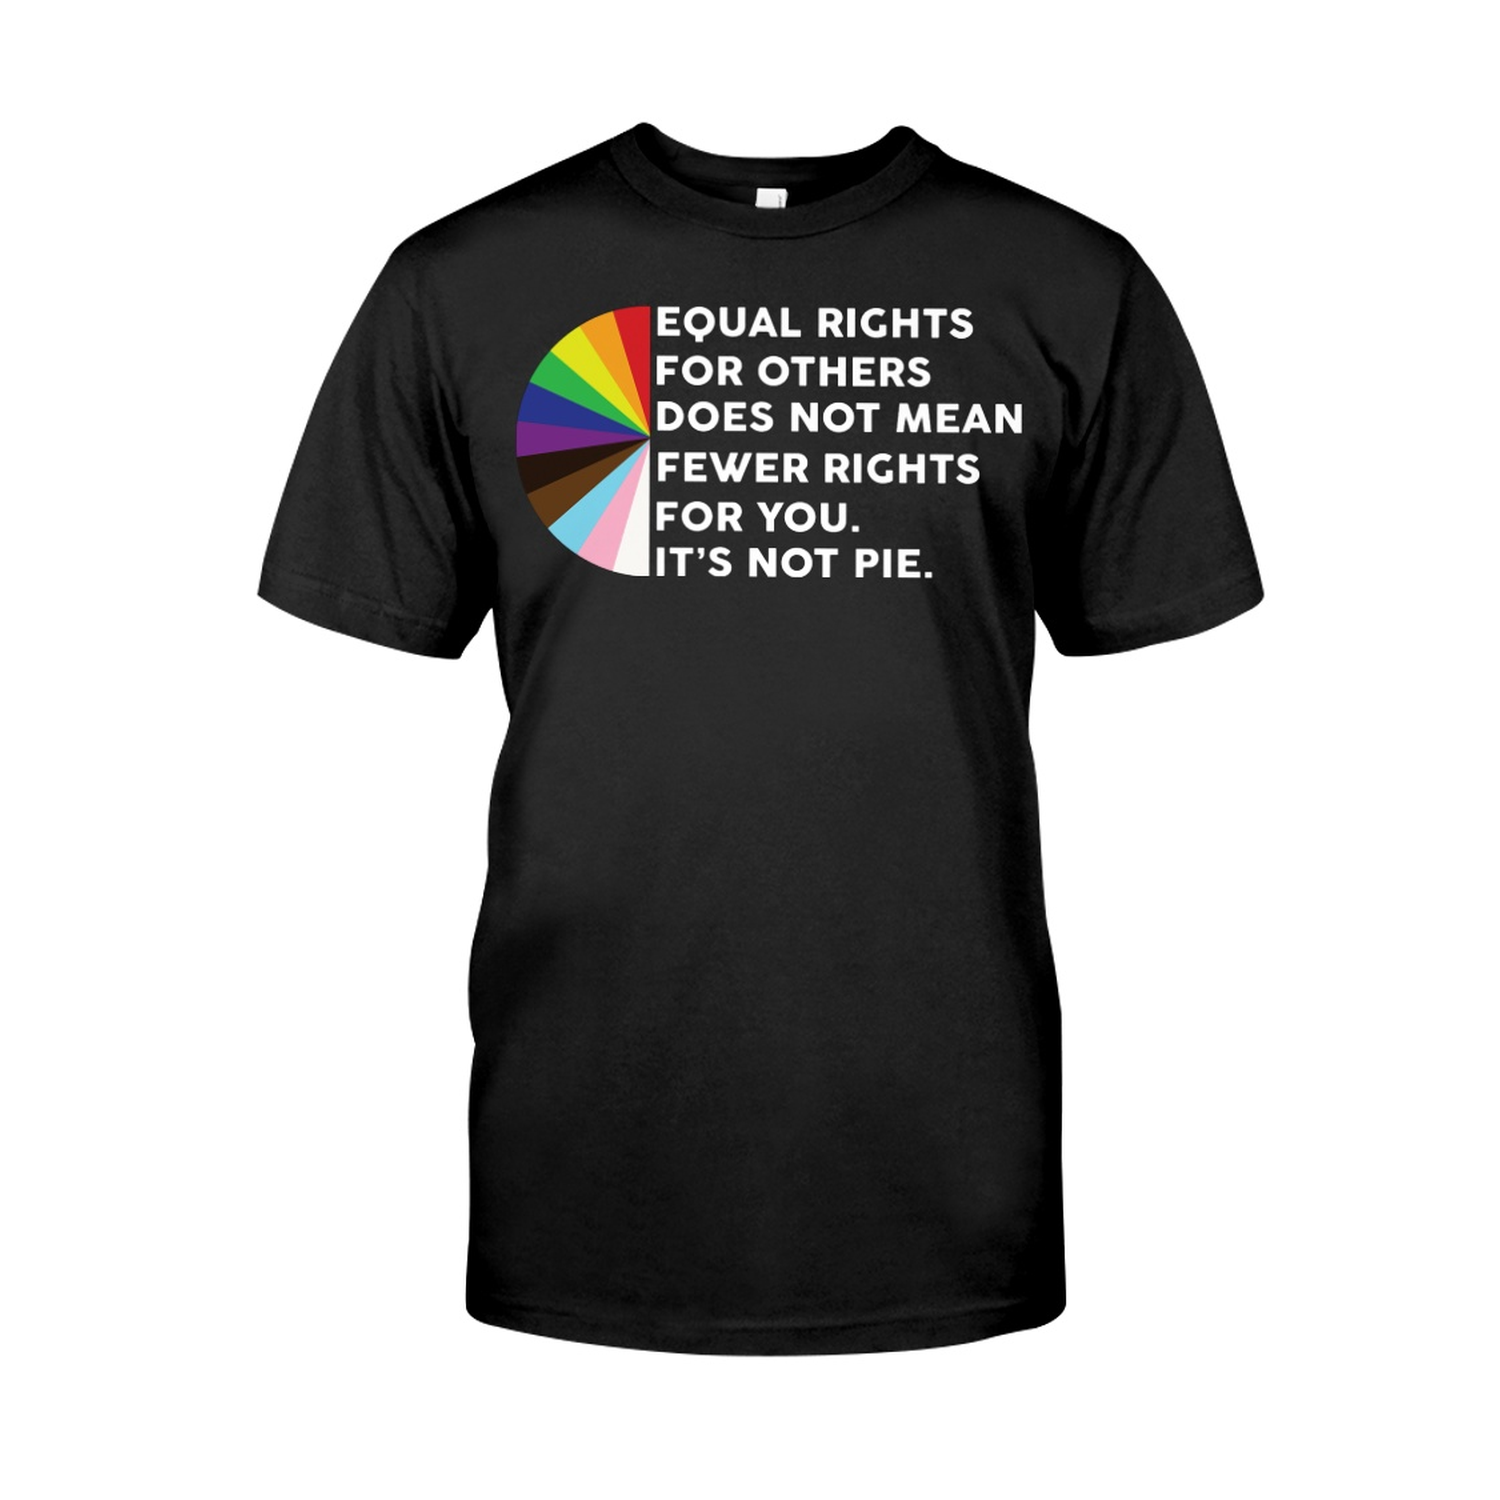 EQUAL RIGHTS
FOR OTHERS
DOES NOT MEAN
FEWER RIGHTS
FOR YOU.
IT'S NOT PIE.